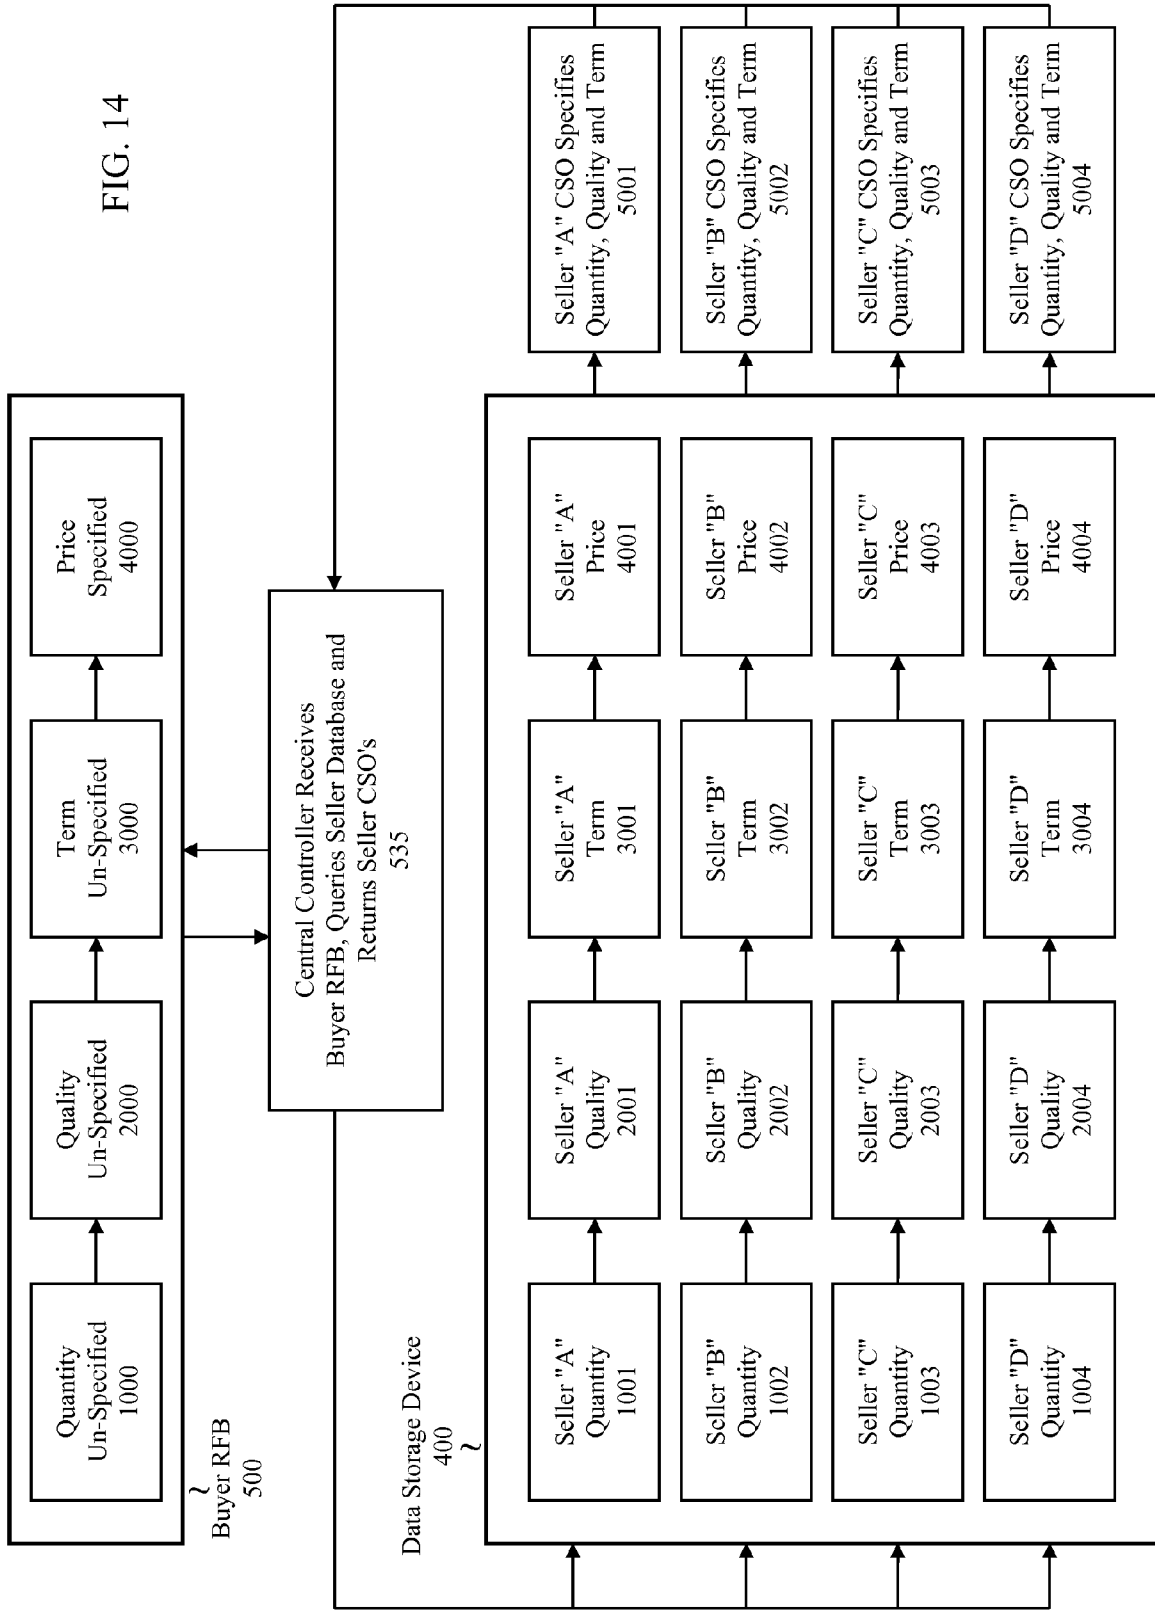 FIG. 14
Quantity
Un-Specified
1000
Quality
Un-Specified
2000
Term
Un-Specified
3000
Price
Specified
4000
Buyer RFB
500
Central Controller Receives
Buyer RFB, Queries Seller Database and
Returns Seller CSO's
535
Data Storage Device
400
Seller "A"
Quantity
1001
Seller "A"
Quality
2001
Seller "A"
Term
3001
Seller "A"
Price
4001
Seller "A" CSO Specifies
Quantity, Quality and Term
5001
Seller "B"
Quantity
1002
Seller "B"
Quality
2002
Seller "B"
Term
3002
Seller "B"
Price
4002
Seller "B" CSO Specifies
Quantity, Quality and Term
5002
Seller "C"
Quantity
1003
Seller "C"
Quality
2003
Seller "C"
Term
3003
Seller "C"
Price
4003
Seller "C" CSO Specifies
Quantity, Quality and Term
5003
Seller "D"
Quantity
1004
Seller "D"
Quality
2004
Seller "D"
Term
3004
Seller "D"
Price
4004
Seller "D" CSO Specifies
Quantity, Quality and Term
5004